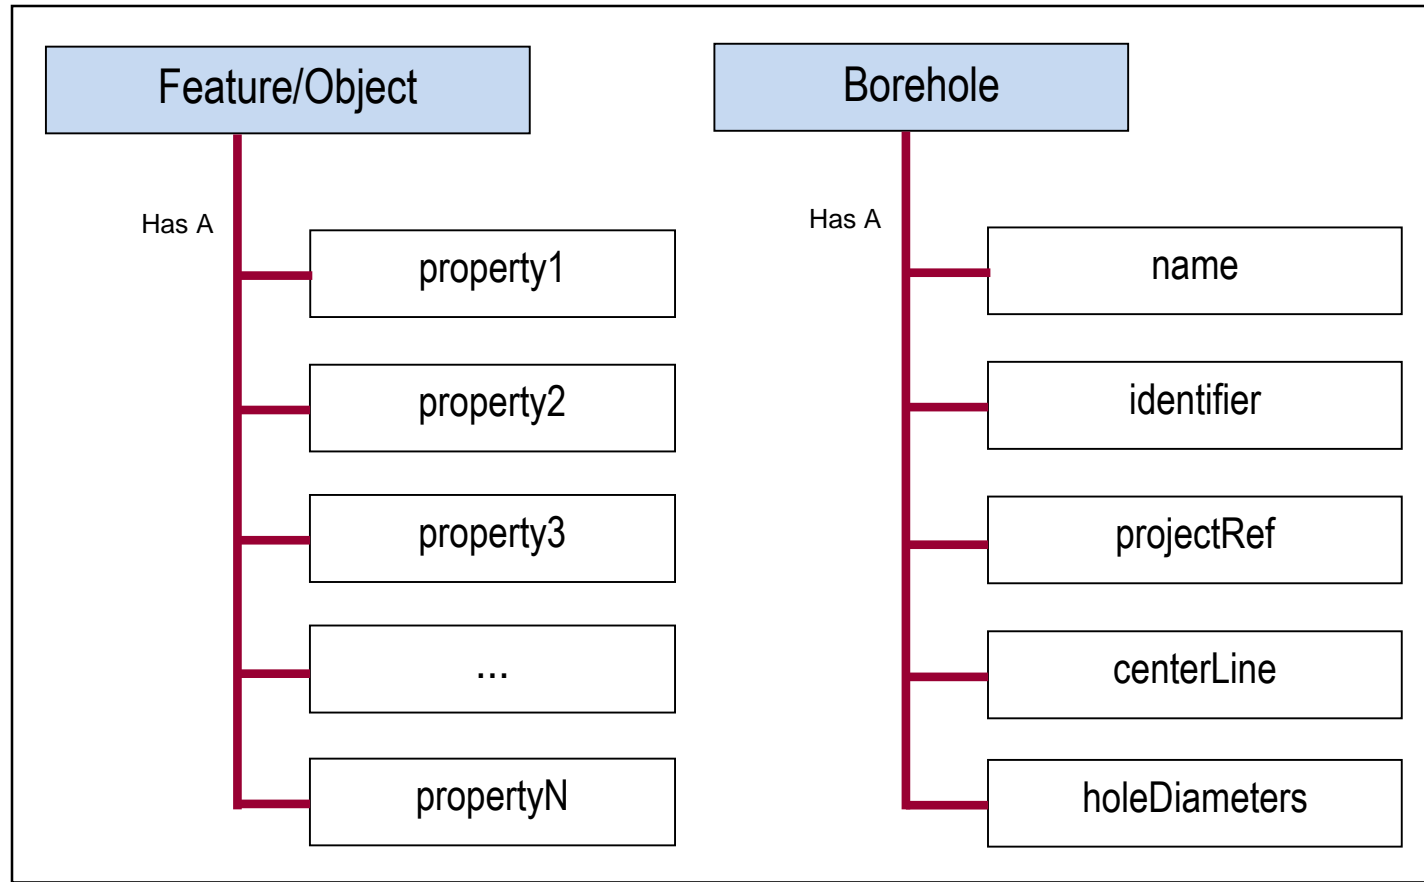 Feature/Object
Has A
property1
property2
property3
...
propertyN
Borehole
Has A
name
identifier
projectRef
centerLine
holeDiameters